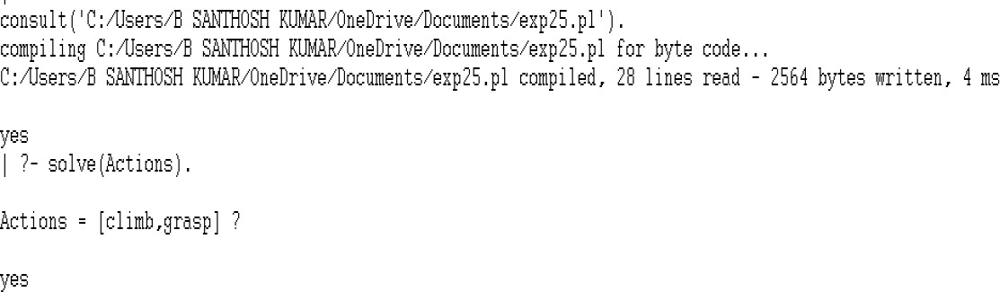 consult('C:/Users/B SANTHOSH KUMAR/OneDrive/Documents/exp25.pl').
compiling C:/Users/B SANTHOSH KUMAR/OneDrive/Documents/exp25.pl for byte code...
C:/Users/B SANTHOSH KUMAR/OneDrive/Documents/exp25.pl compiled, 28 lines read - 2564 bytes written, 4 ms
yes
| ?- solve(Actions).
Actions = [climb,grasp] ?
yes